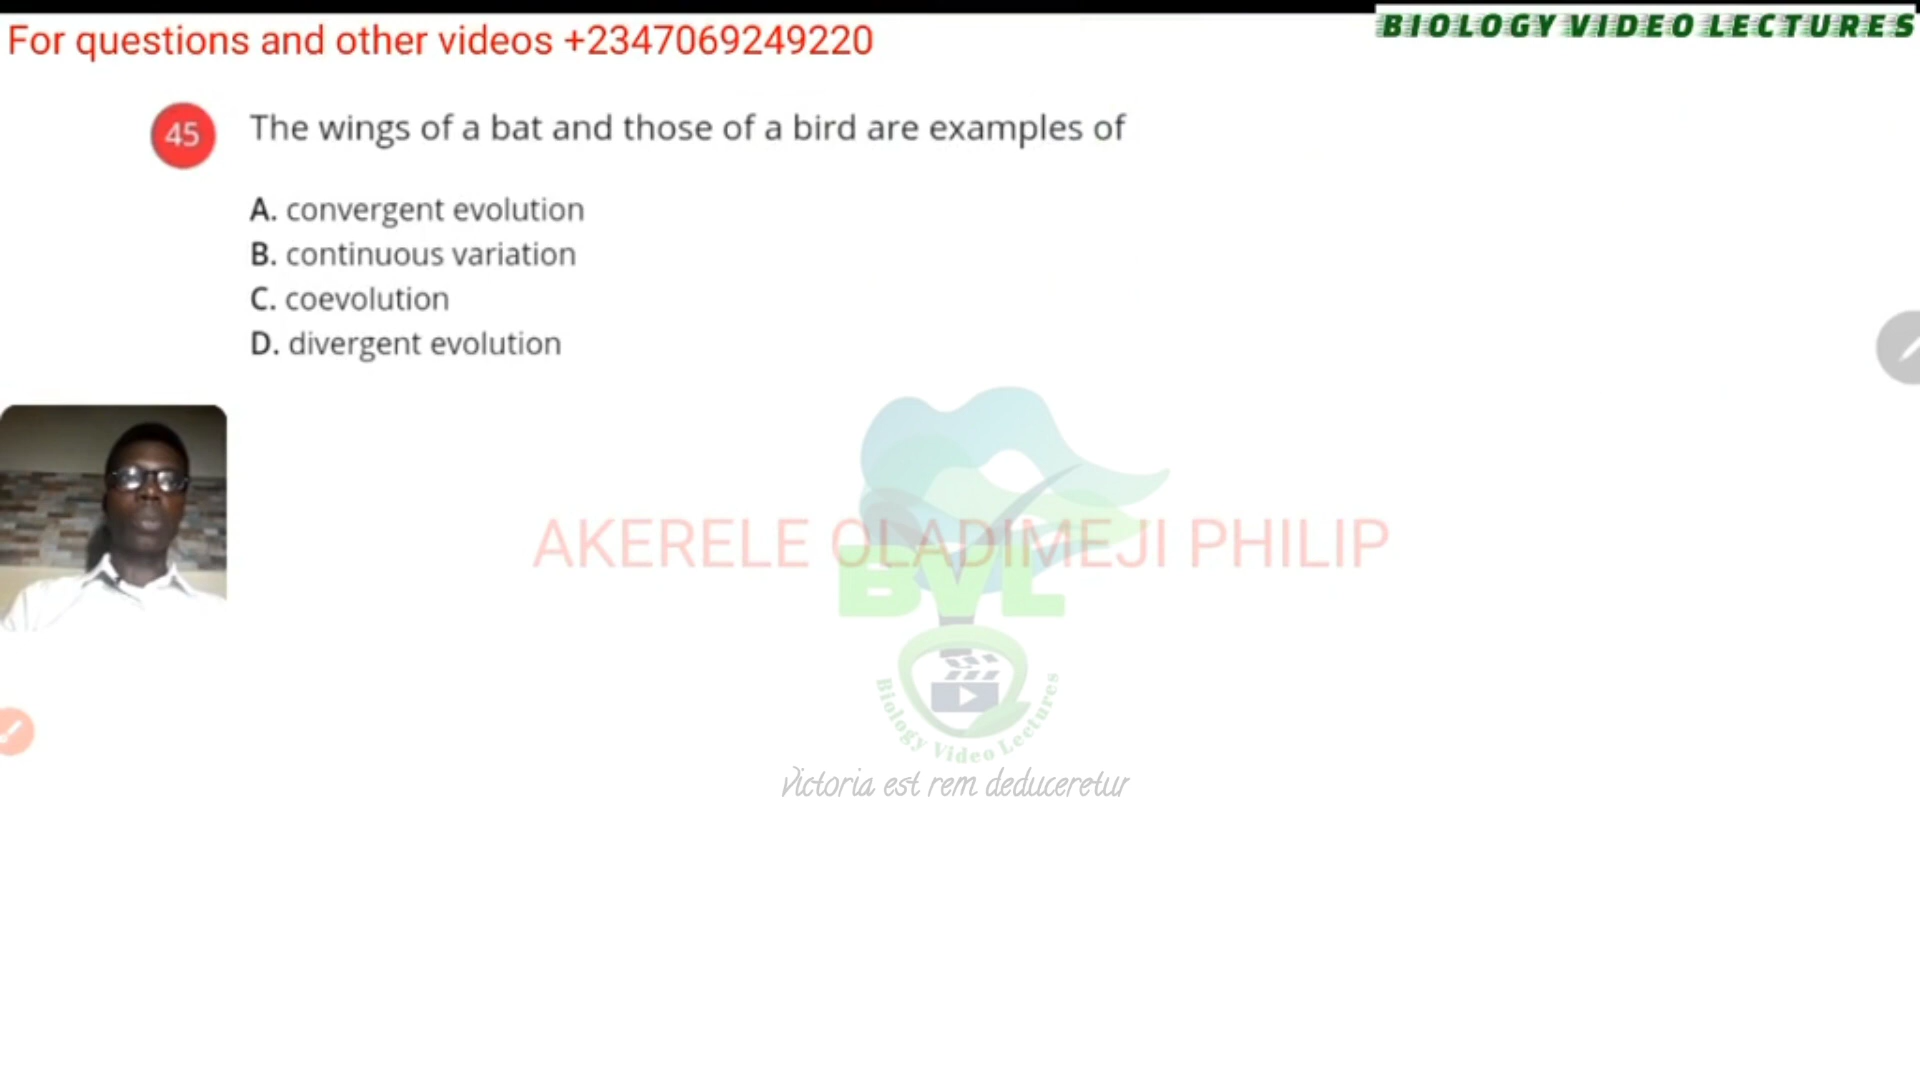 BIOLOGY VIDEO LECTURES
For questions and other videos +2347069249220
45
The wings of a bat and those of a bird are examples of
A. convergent evolution
B. continuous variation
C. coevolution
D. divergent evolution
AKERELE OLADIMEJI PHILIP
BVL
Biology Video Lectures
Victoria est rem deduceretur